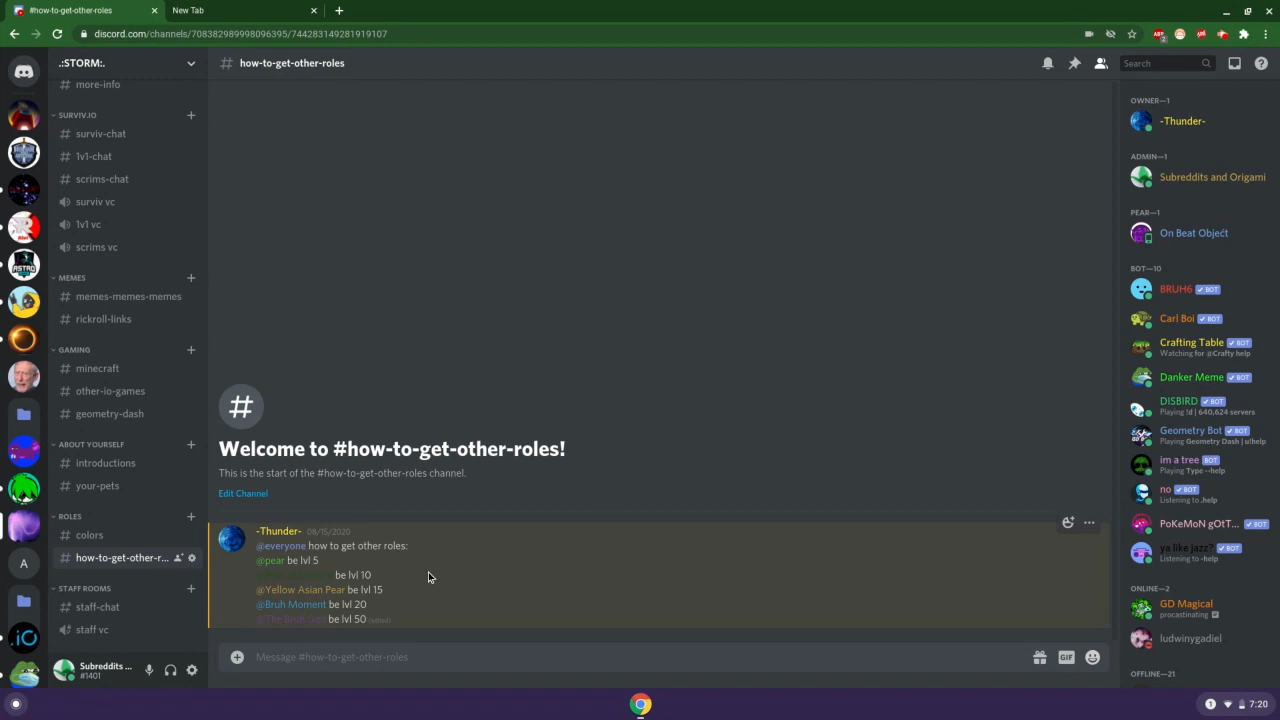 #how-to-get-other-roles
New Tab
discord.com/channels/708382989998096395/744283149281919107
ABP
2
.:STORM:.
more-info
SURVIV.IO
surviv-chat
1v1-chat
scrims-chat
surviv vc
1v1 vc
scrims vc
MEMES
memes-memes-memes
rickroll-links
GAMING
minecraft
other-io-games
geometry-dash
ABOUT YOURSELF
introductions
your-pets
ROLES
colors
how-to-get-other-r...
STAFF ROOMS
staff-chat
staff vc
Subreddits ...
#1401
A
.iO
how-to-get-other-roles
Search
Welcome to #how-to-get-other-roles!
This is the start of the #how-to-get-other-roles channel.
Edit Channel
-Thunder- 08/15/2020
@everyone how to get other roles:
@pear be lvl 5
be lvl 10
@Yellow Asian Pear be lvl 15
@Bruh Moment be lvl 20
@The Bruh be lvl 50 (edited)
Message #how-to-get-other-roles
GIF
OWNER—1
-Thunder-
ADMIN—1
Subreddits and Origami
PEAR—1
On Beat Objećt
BOT—10
BRUH6 BOT
Carl Boi BOT
Crafting Table BOT
Watching for @Crafty help
Danker Meme BOT
DISBIRD BOT
Playing !d | 640,624 servers
Geometry Bot BOT
Playing Geometry Dash | u!help
im a tree BOT
Playing Type --help
no BOT
Listening to .help
PoKeMoN gOtT... BOT
ya like jazz? BOT
Listening to -help
ONLINE—2
GD Magical
procastinating
ludwinygadiel
OFFLINE—21
1
7:20